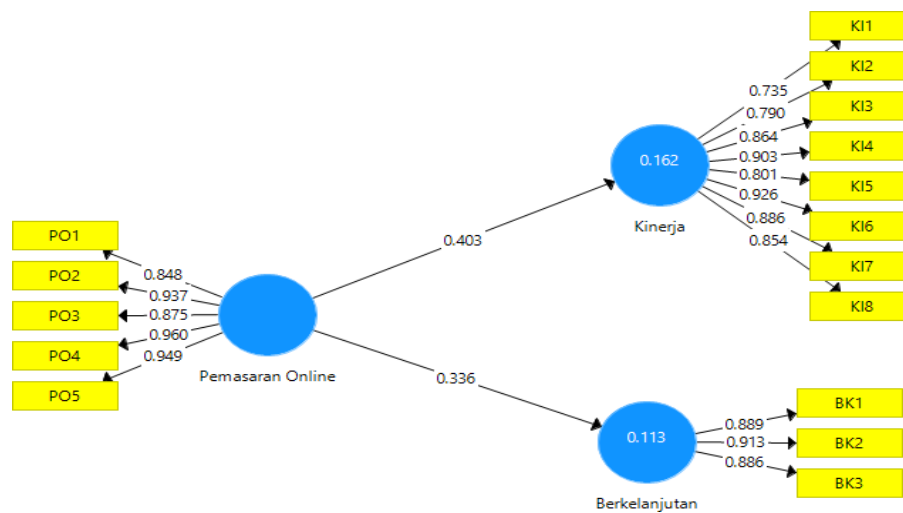 KI1
KI2
0.735
0.790
KI3
0.864
KI4
0.903
0.162
0.801
KI5
0.926
0.886
KI6
Kinerja
0.854
PO1
0.403
KI7
PO2
0.848
0.937
KI8
PO3
0.875
0.960
PO4
0.949
Pemasaran Online
0.336
PO5
BK1
0.889
0.113
0.913
BK2
0.886
BK3
Berkelanjutan